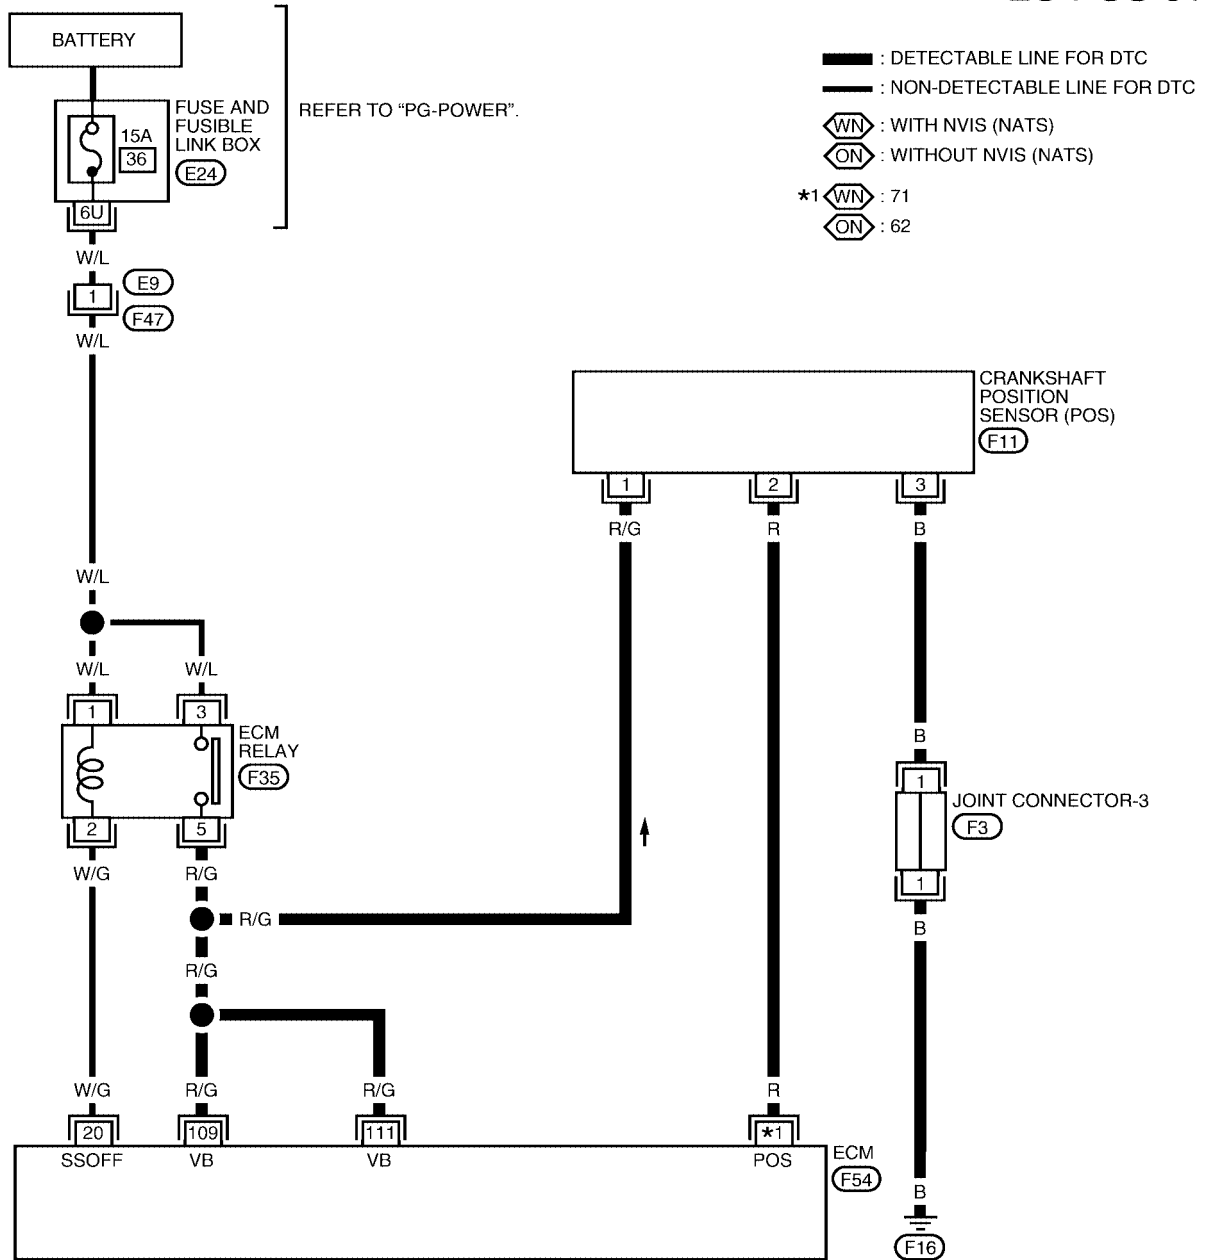 BATTERY
: DETECTABLE LINE FOR DTC
: NON-DETECTABLE LINE FOR DTC
FUSE AND
FUSIBLE
LINK BOX
E24
15A
36
REFER TO “PG-POWER”.
WN : WITH NVIS (NATS)
ON : WITHOUT NVIS (NATS)
*1 WN : 71
ON : 62
6U
W/L
E9
1
F47
W/L
CRANKSHAFT
POSITION
SENSOR (POS)
F11
1 2 3
R/G R B
W/L
W/L W/L
1 3
ECM
RELAY
F35
B
1
JOINT CONNECTOR-3
F3
2 5
W/G R/G
1
B
R/G
R/G
W/G R/G R/G R
20 109 111 *1
SSOFF VB VB POS
ECM
F54
B
F16